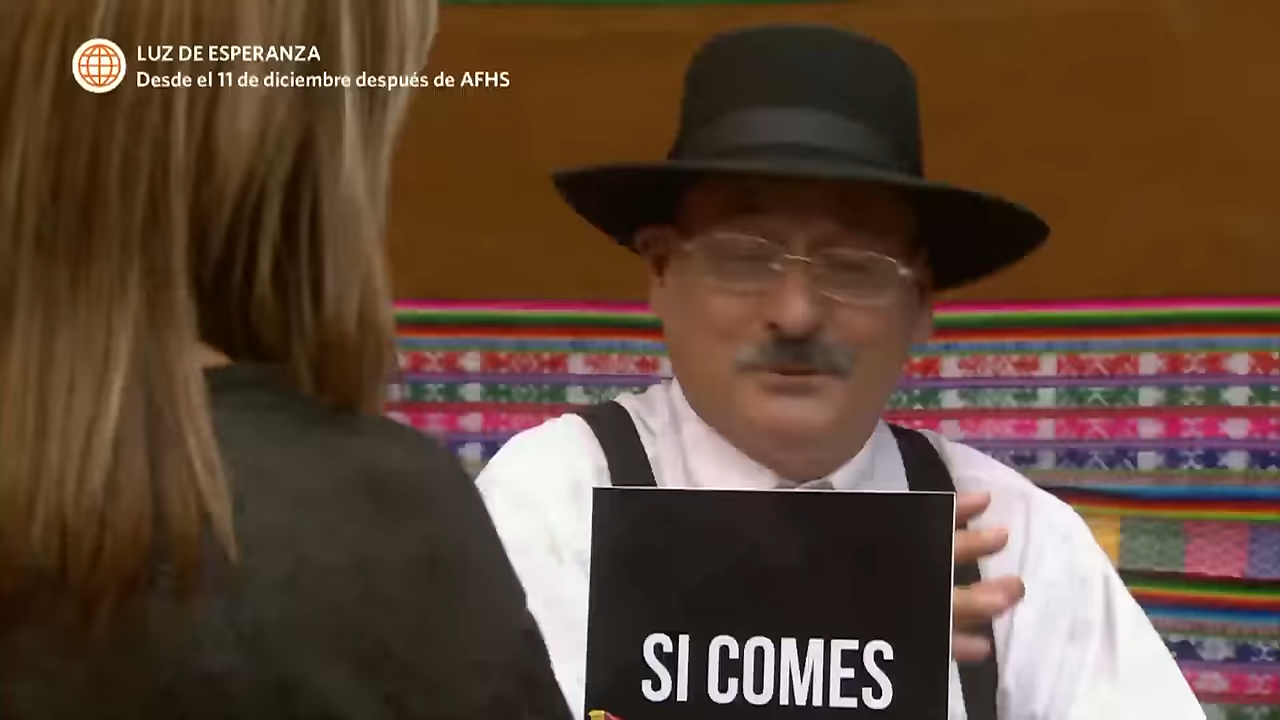 LUZ DE ESPERANZA
Desde el 11 de diciembre después de AFHS
SI COMES